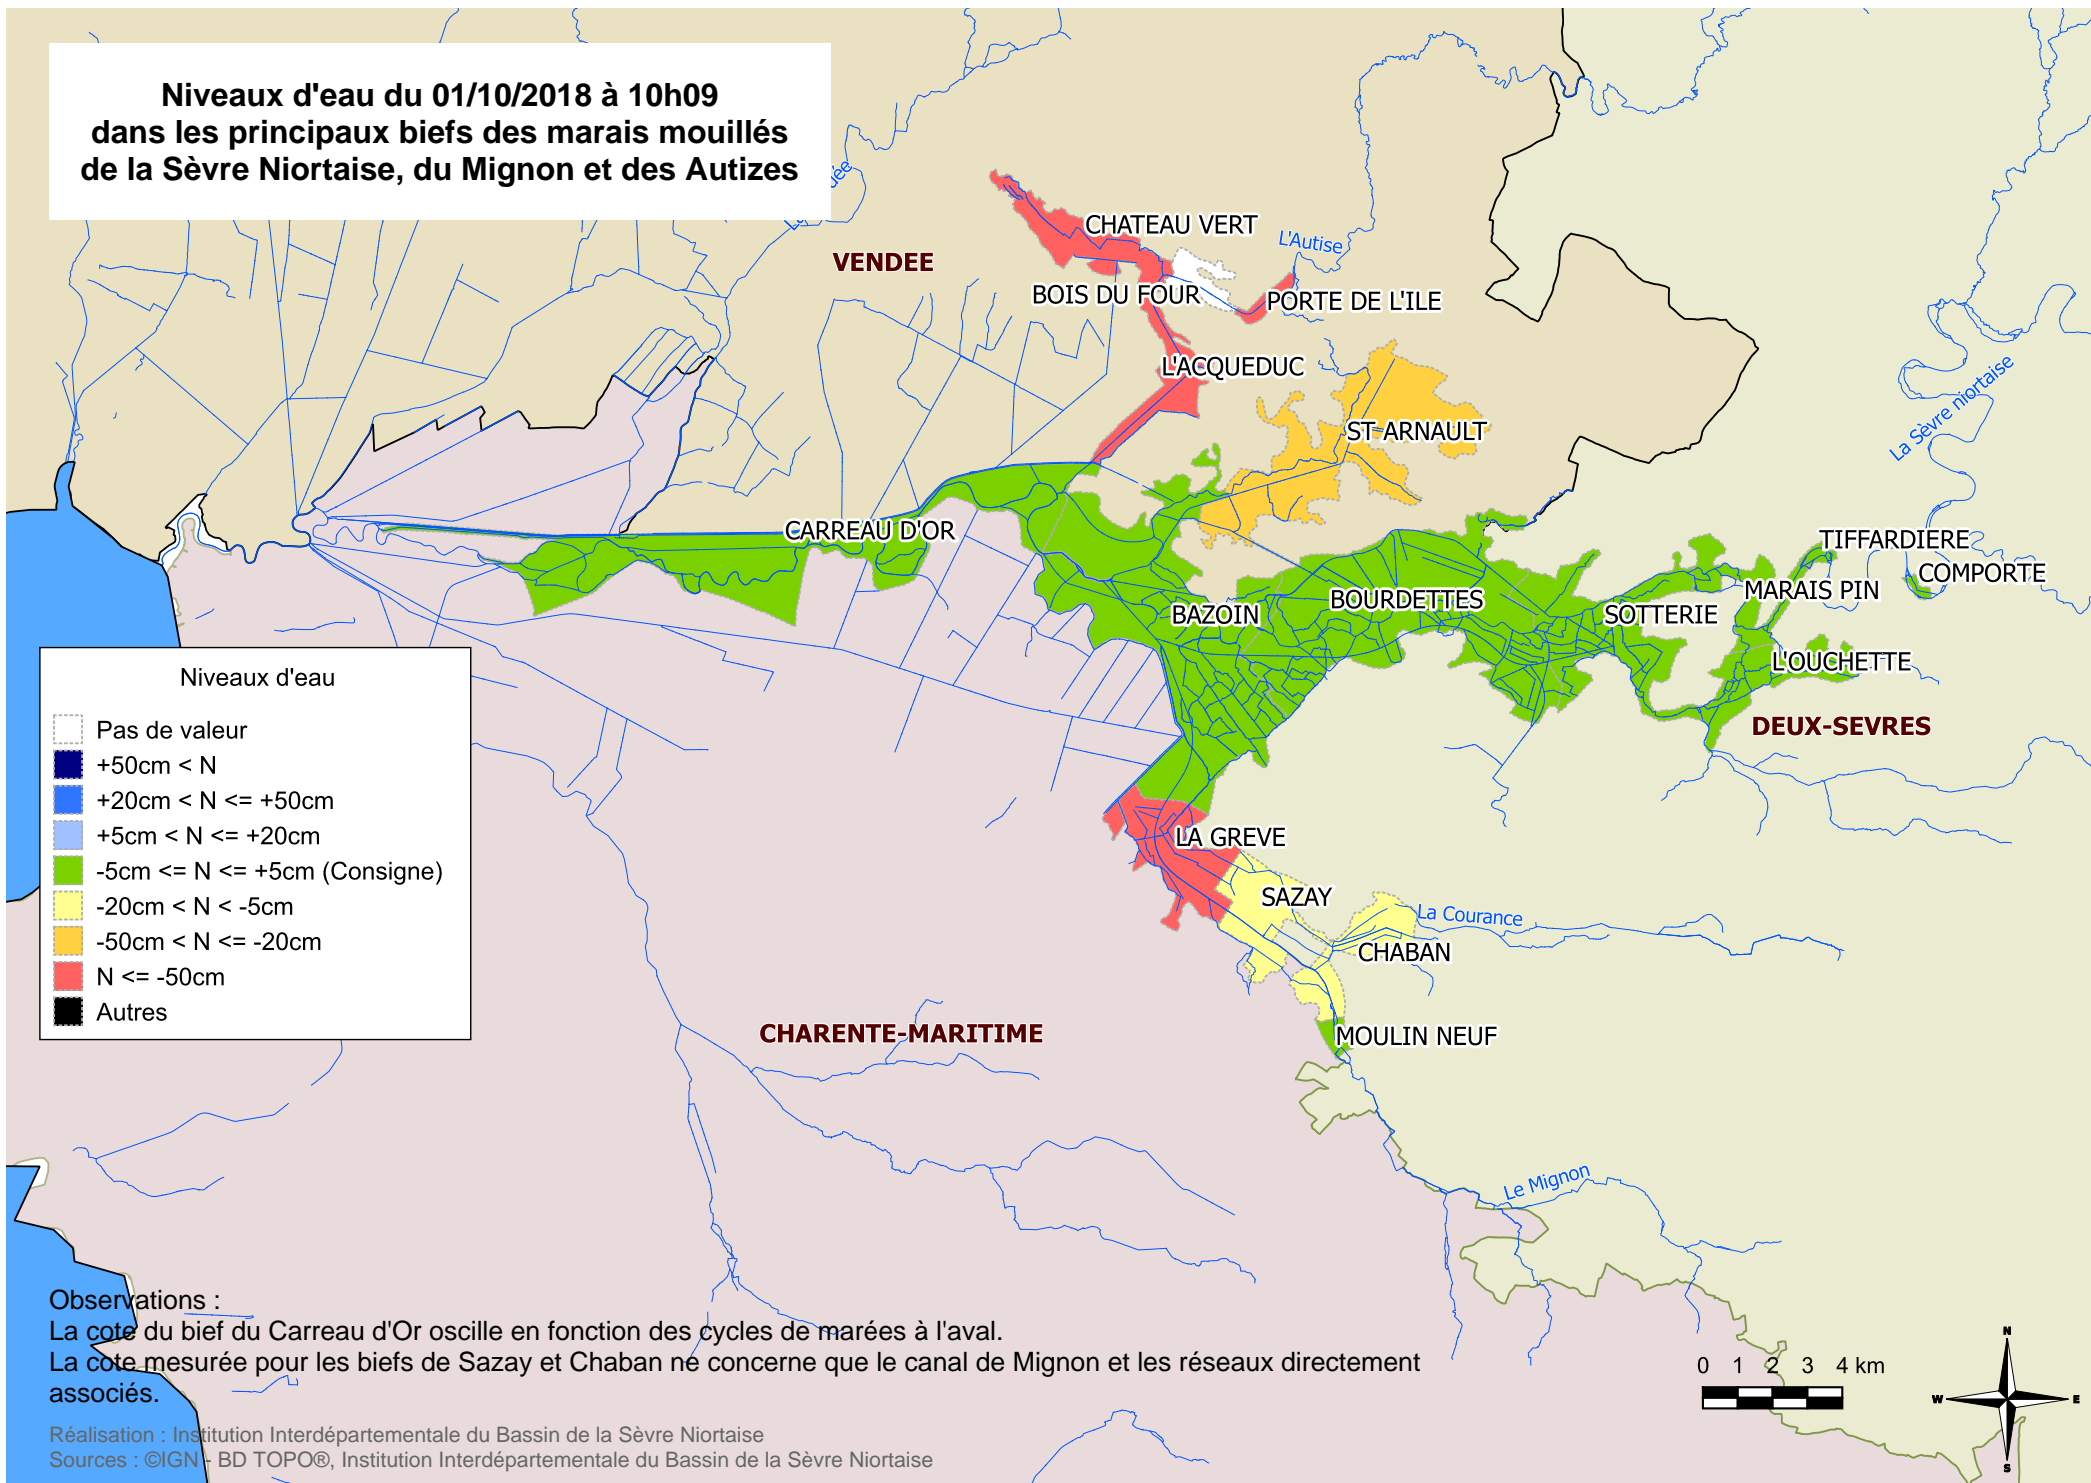 Niveaux d'eau du 01/10/2018 à 10h09
dans les principaux biefs des marais mouillés
de la Sèvre Niortaise, du Mignon et des Autizes
CHATEAU VERT
L'Autise
VENDEE
BOIS DU FOUR
PORTE DE L'ILE
L'ACQUEDUC
La Sèvre niortaise
ST ARNAULT
CARREAU D'OR
TIFFARDIERE
COMPORTE
MARAIS PIN
BOURDETTES
BAZOIN
SOTTERIE
L'OUCHETTE
DEUX-SEVRES
Niveaux d'eau
Pas de valeur
+50cm < N
+20cm < N <= +50cm
+5cm < N <= +20cm
-5cm <= N <= +5cm (Consigne)
-20cm < N < -5cm
-50cm < N <= -20cm
N <= -50cm
Autres
LA GREVE
SAZAY
La Courance
CHABAN
CHARENTE-MARITIME
MOULIN NEUF
Le Mignon
Observations :
La cote du bief du Carreau d'Or oscille en fonction des cycles de marées à l'aval.
La cote mesurée pour les biefs de Sazay et Chaban ne concerne que le canal de Mignon et les réseaux directement
associés.
0 1 2 3 4 km
N
W E
S
Réalisation : Institution Interdépartementale du Bassin de la Sèvre Niortaise
Sources : ©IGN - BD TOPO®, Institution Interdépartementale du Bassin de la Sèvre Niortaise